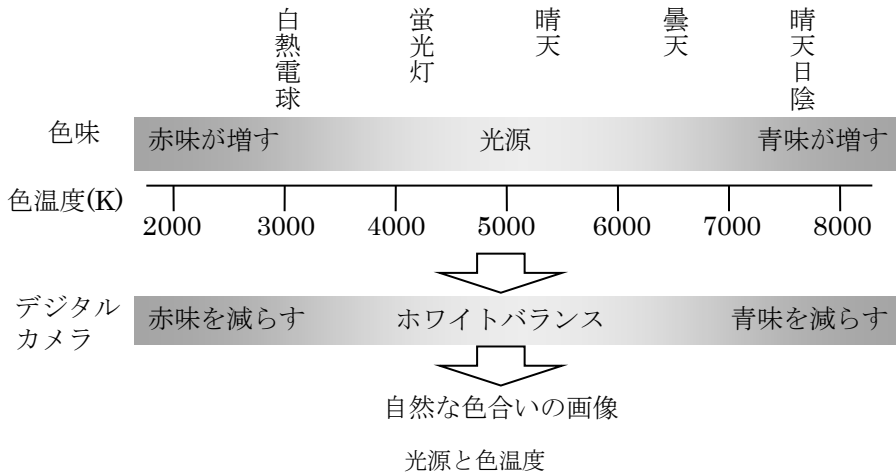 白熱電球
蛍光灯
晴天
曇天
晴天日陰
色味
赤味が増す
光源
青味が増す
色温度(K)
2000
3000
4000
5000
6000
7000
8000
デジタル
カメラ
赤味を減らす
ホワイトバランス
青味を減らす
自然な色合いの画像
光源と色温度